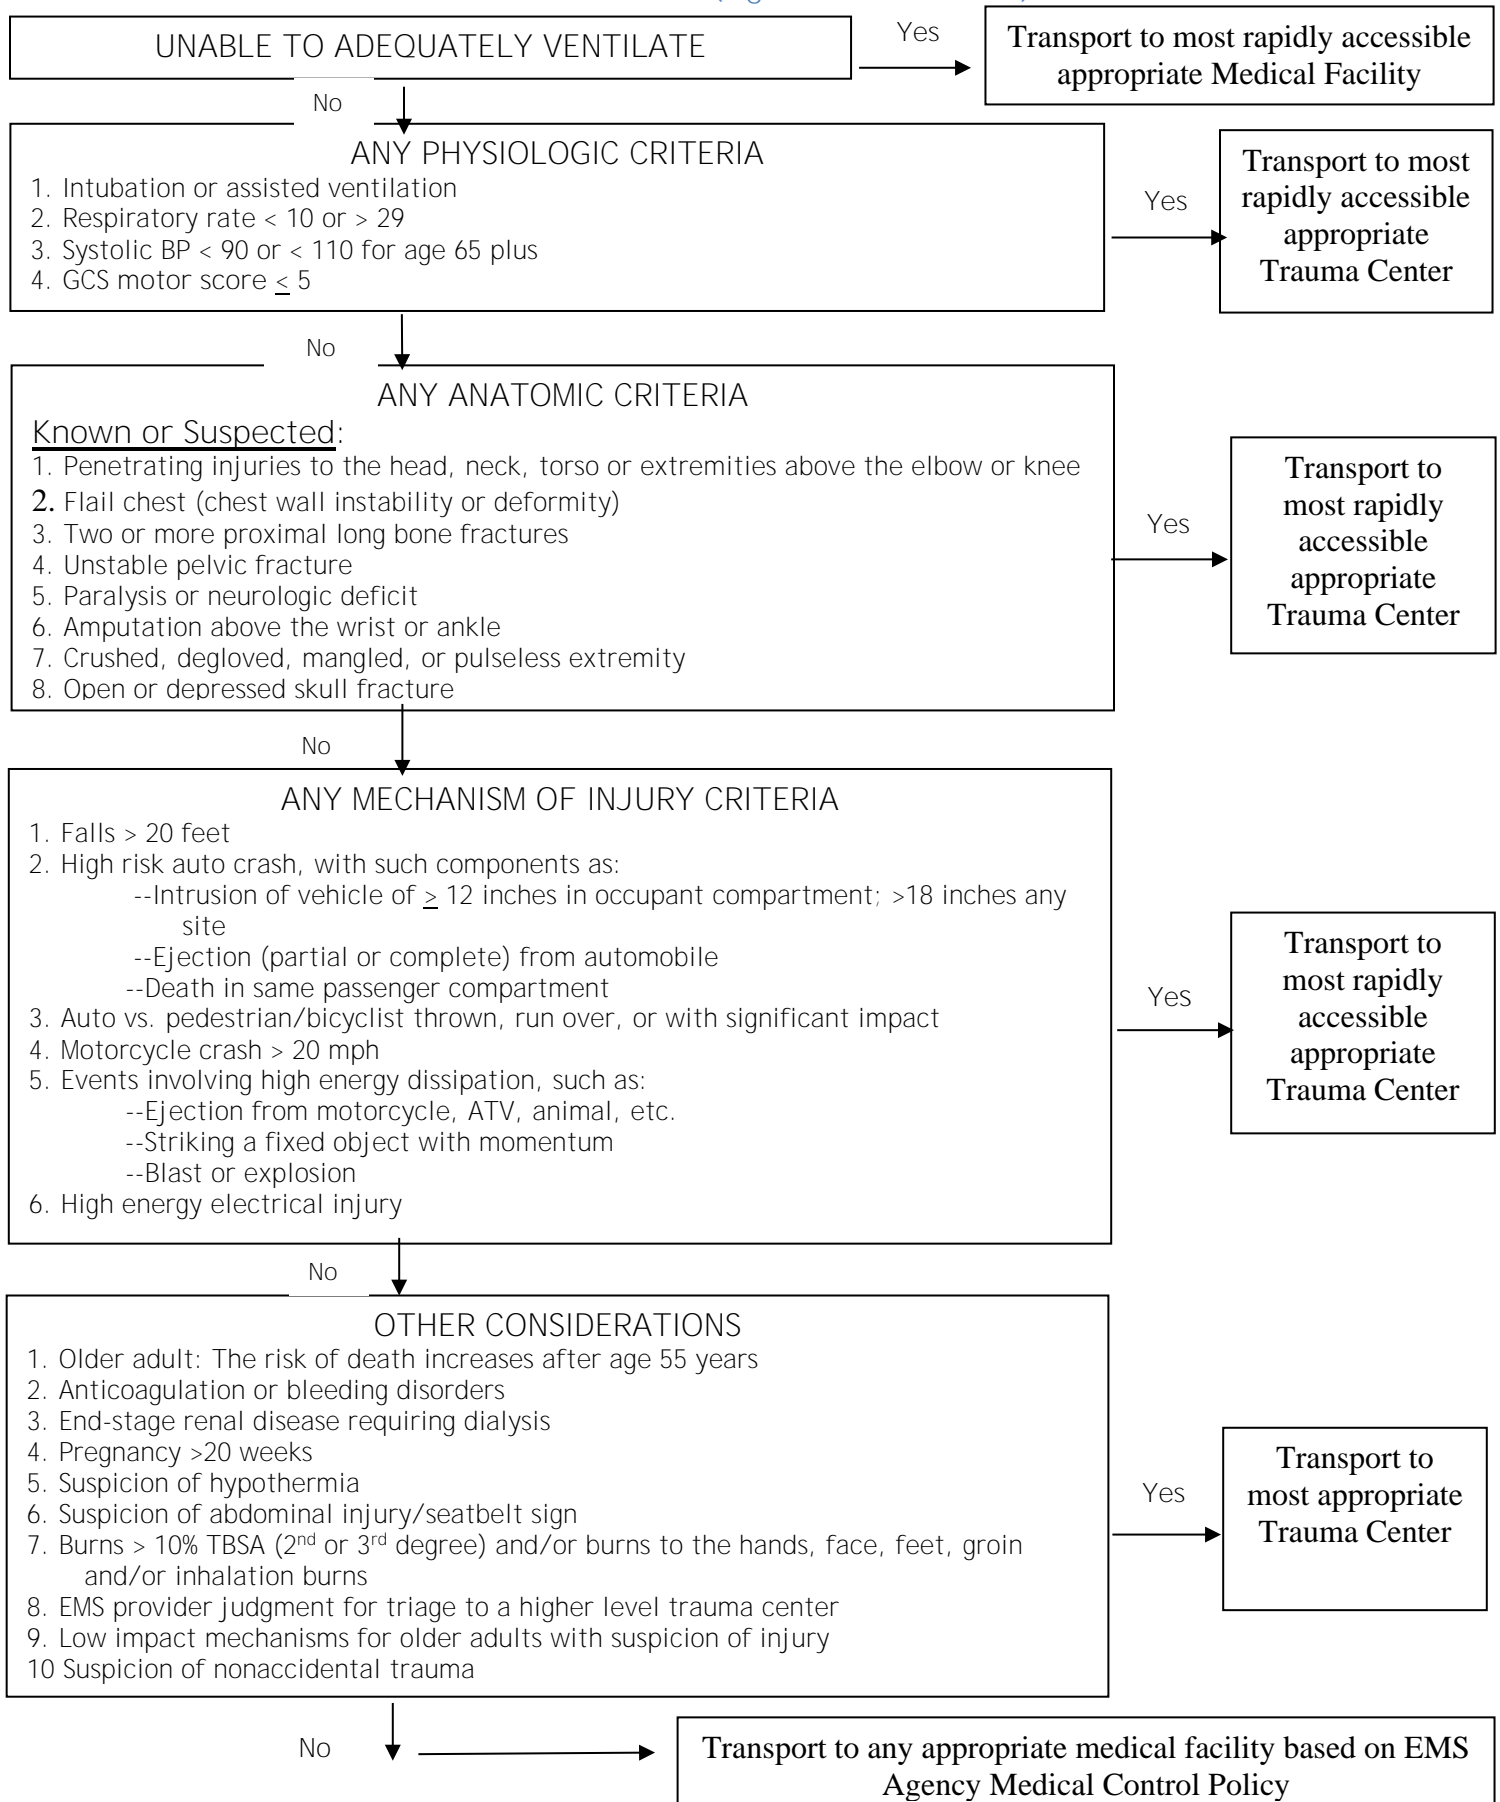 UNABLE TO ADEQUATELY VENTILATE
Yes
Transport to most rapidly accessible
appropriate Medical Facility
No
ANY PHYSIOLOGIC CRITERIA
1. Intubation or assisted ventilation
2. Respiratory rate < 10 or > 29
3. Systolic BP < 90 or < 110 for age 65 plus
4. GCS motor score ≤ 5
Yes
Transport to most
rapidly accessible
appropriate
Trauma Center
No
ANY ANATOMIC CRITERIA
Known or Suspected:
1. Penetrating injuries to the head, neck, torso or extremities above the elbow or knee
2. Flail chest (chest wall instability or deformity)
3. Two or more proximal long bone fractures
4. Unstable pelvic fracture
5. Paralysis or neurologic deficit
6. Amputation above the wrist or ankle
7. Crushed, degloved, mangled, or pulseless extremity
8. Open or depressed skull fracture
Yes
Transport to
most rapidly
accessible
appropriate
Trauma Center
No
ANY MECHANISM OF INJURY CRITERIA
1. Falls > 20 feet
2. High risk auto crash, with such components as:
--Intrusion of vehicle of ≥ 12 inches in occupant compartment; >18 inches any
site
--Ejection (partial or complete) from automobile
--Death in same passenger compartment
3. Auto vs. pedestrian/bicyclist thrown, run over, or with significant impact
4. Motorcycle crash > 20 mph
5. Events involving high energy dissipation, such as:
--Ejection from motorcycle, ATV, animal, etc.
--Striking a fixed object with momentum
--Blast or explosion
6. High energy electrical injury
Yes
Transport to
most rapidly
accessible
appropriate
Trauma Center
No
OTHER CONSIDERATIONS
1. Older adult: The risk of death increases after age 55 years
2. Anticoagulation or bleeding disorders
3. End-stage renal disease requiring dialysis
4. Pregnancy >20 weeks
5. Suspicion of hypothermia
6. Suspicion of abdominal injury/seatbelt sign
7. Burns > 10% TBSA (2nd or 3rd degree) and/or burns to the hands, face, feet, groin
and/or inhalation burns
8. EMS provider judgment for triage to a higher level trauma center
9. Low impact mechanisms for older adults with suspicion of injury
10 Suspicion of nonaccidental trauma
Yes
Transport to
most appropriate
Trauma Center
No
Transport to any appropriate medical facility based on EMS
Agency Medical Control Policy